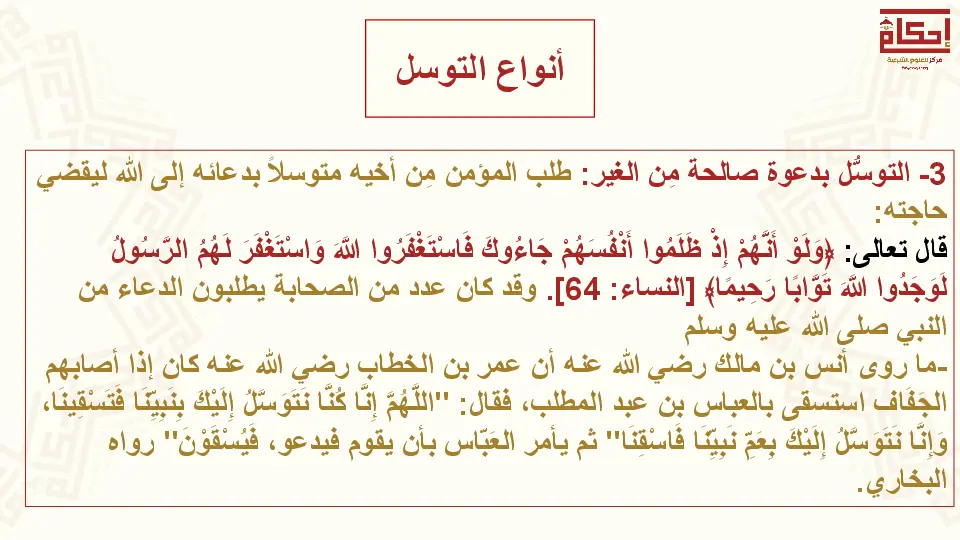 إحكام
مركز للعلوم الشرعية
أنواع التوسل
3- التوسُّل بدعوة صالحة مِن الغير: طلب المؤمن مِن أخيه متوسلاً بدعائه إلى الله ليقضي
حاجته:
قال تعالى: ﴿وَلَوْ أَنَّهُمْ إِذْ ظَلَمُوا أَنْفُسَهُمْ جَاءُوكَ فَاسْتَغْفَرُوا اللَّهَ وَاسْتَغْفَرَ لَهُمُ الرَّسُولُ
لَوَجَدُوا اللَّهَ تَوَّابًا رَحِيمًا﴾ [النساء: 64]. وقد كان عدد من الصحابة يطلبون الدعاء من
النبي صلى الله عليه وسلم
-ما روى أنس بن مالك رضي الله عنه أن عمر بن الخطاب رضي الله عنه كان إذا أصابهم
الجَفَاف استسقى بالعباس بن عبد المطلب، فقال: "اللَّهُمَّ إِنَّا كُنَّا نَتَوَسَّلُ إِلَيْكَ بِنَبِيِّنَا فَتَسْقِينَا،
وَإِنَّا نَتَوَسَّلُ إِلَيْكَ بِعَمِّ نَبِيِّنَا فَاسْقِنَا" ثم يأمر العَبّاس بأن يقوم فيدعو، فَيُسْقَوْنَ" رواه
البخاري.